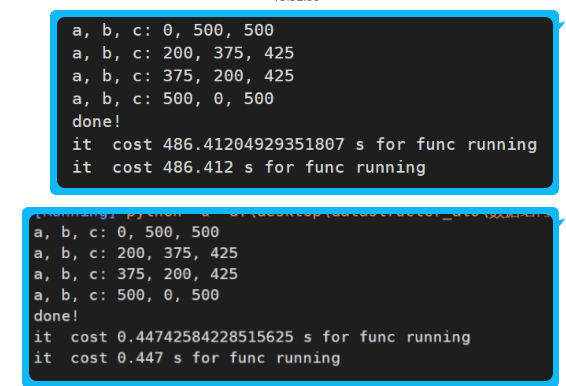 a, b, c: 0, 500, 500
a, b, c: 200, 375, 425
a, b, c: 375, 200, 425
a, b, c: 500, 0, 500
done!
it  cost 486.41204929351807 s for func running
it  cost 486.412 s for func running
a, b, c: 0, 500, 500
a, b, c: 200, 375, 425
a, b, c: 375, 200, 425
a, b, c: 500, 0, 500
done!
it  cost 0.44742584228515625 s for func running
it  cost 0.447 s for func running